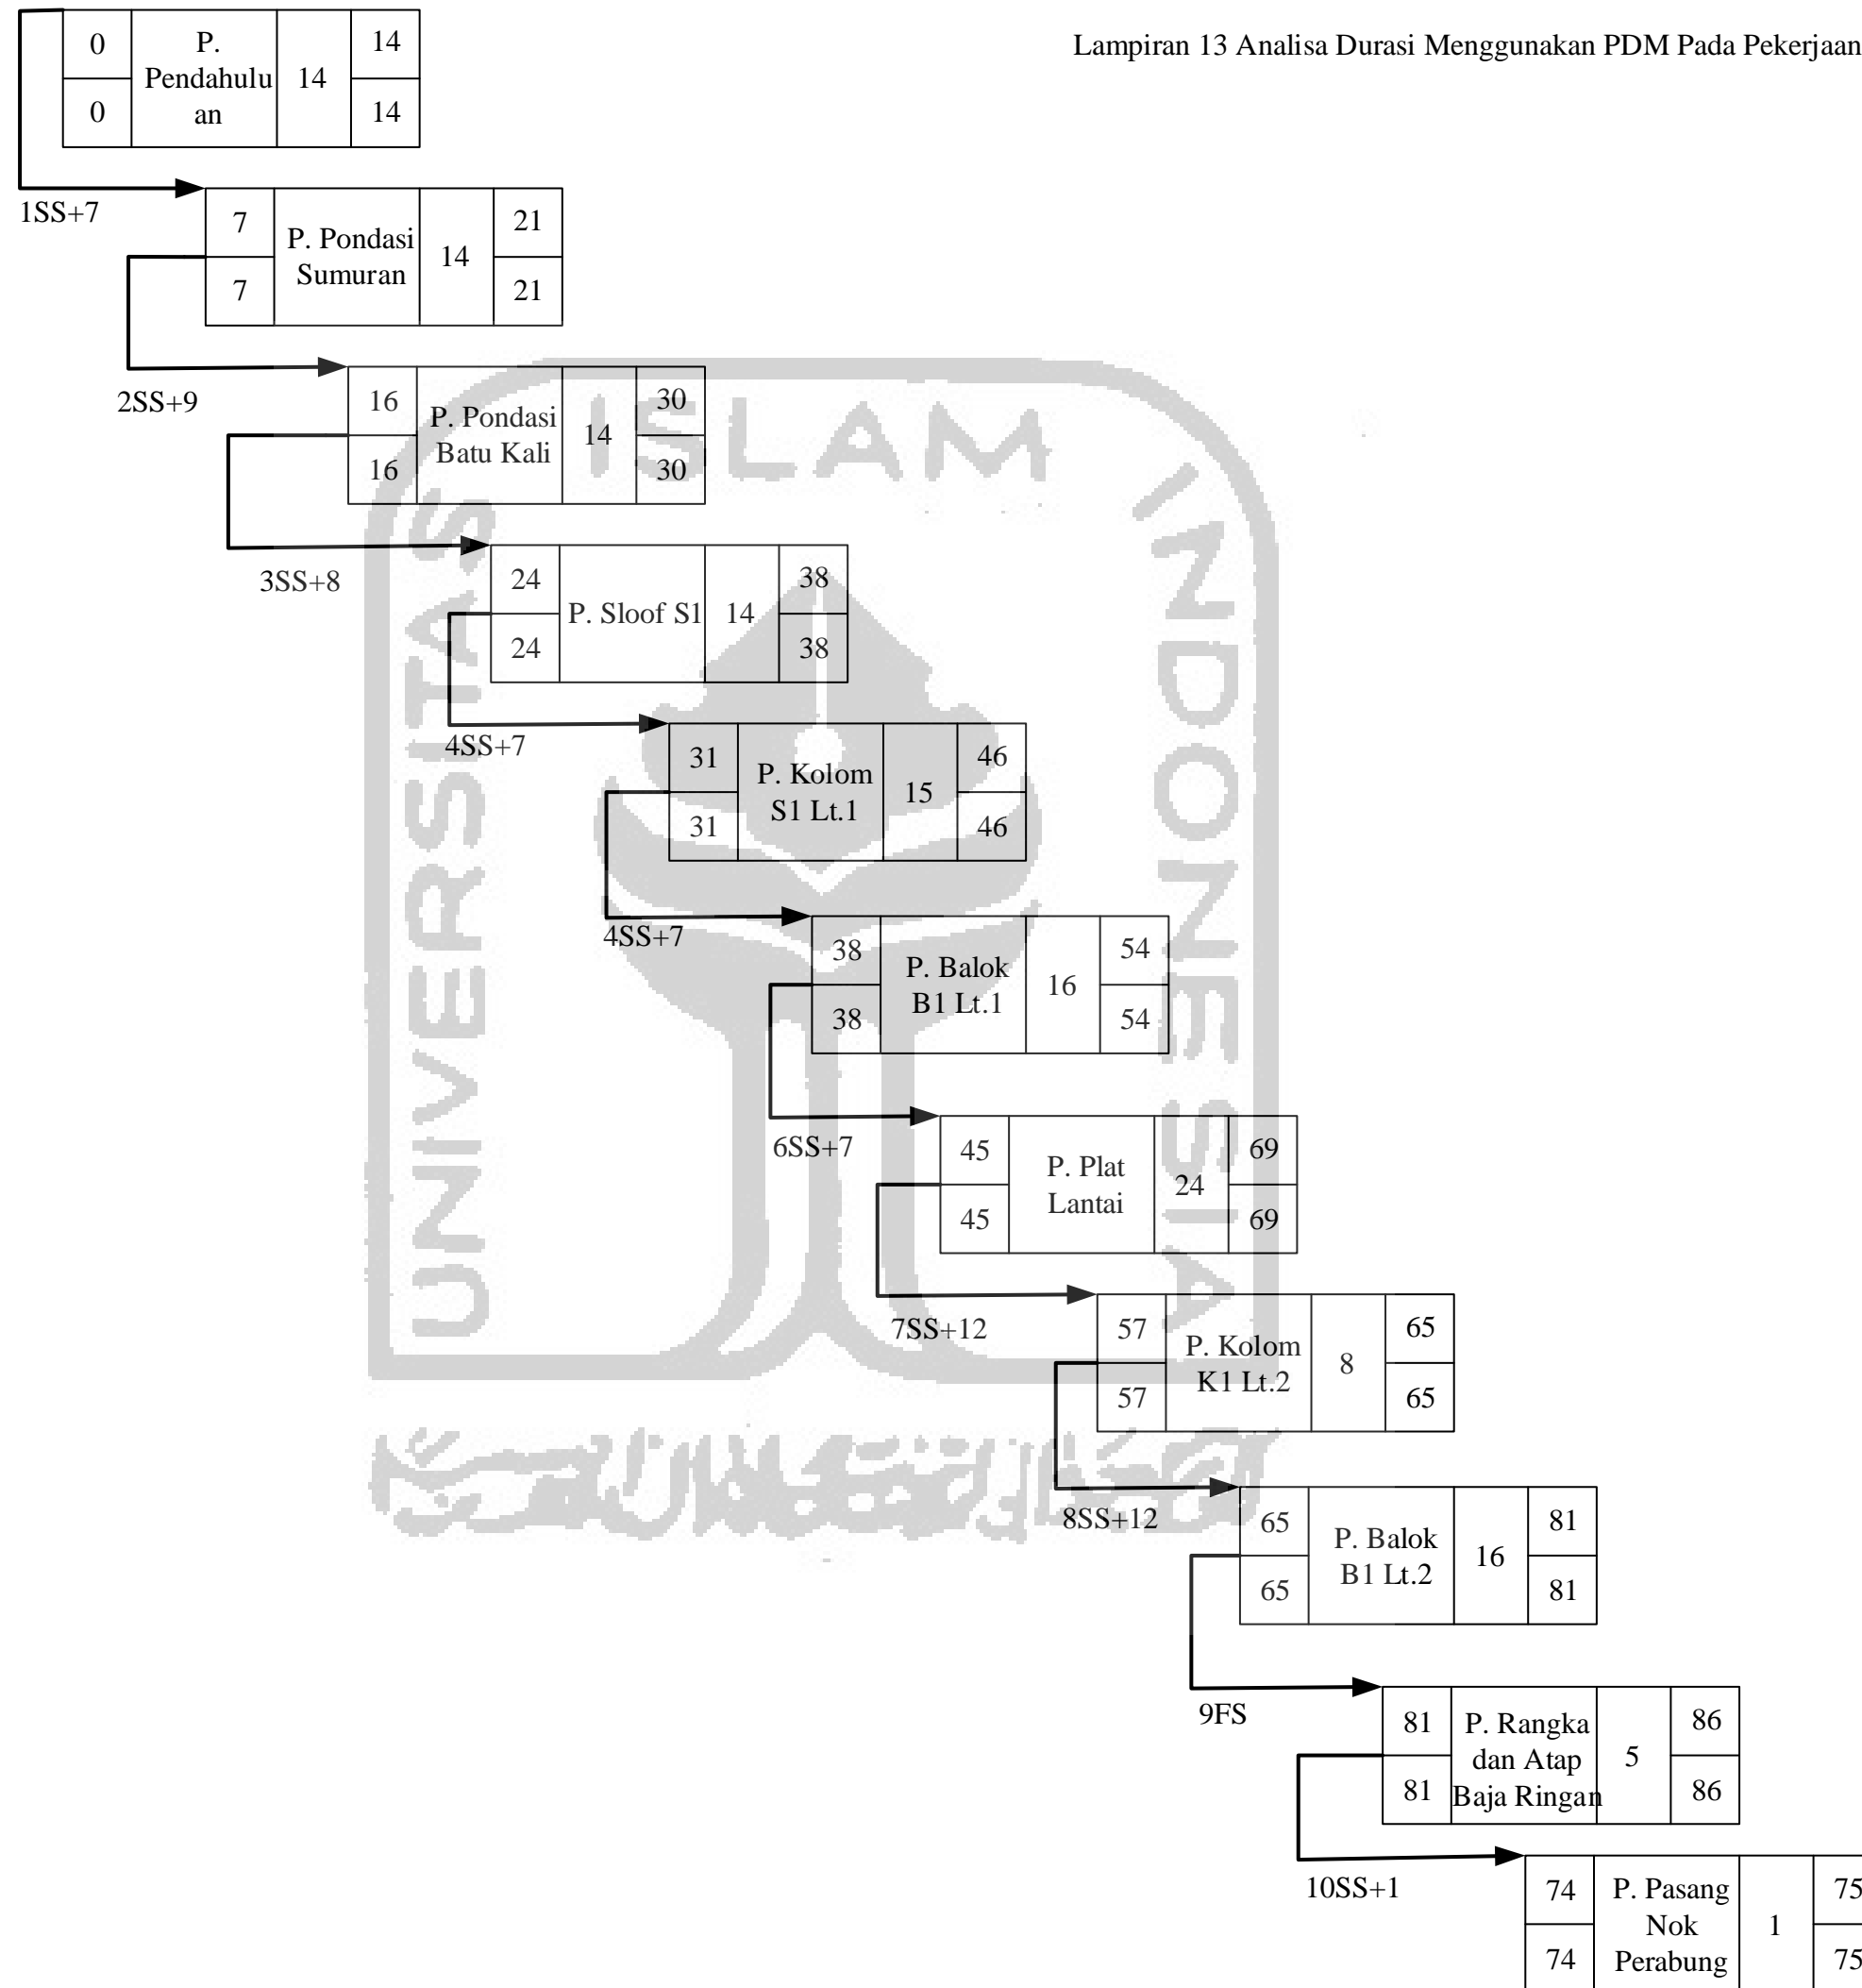 Lampiran 13 Analisa Durasi Menggunakan PDM Pada Pekerjaan
0
P.
Pendahulu
an
14
14
0
14
1SS+7
7
P. Pondasi
Sumuran
14
21
7
21
2SS+9
16
P. Pondasi
Batu Kali
14
30
16
30
3SS+8
24
P. Sloof S1
14
38
24
38
4SS+7
31
P. Kolom
S1 Lt.1
15
46
31
46
4SS+7
38
P. Balok
B1 Lt.1
16
54
38
54
6SS+7
45
P. Plat
Lantai
24
69
45
69
7SS+12
57
P. Kolom
K1 Lt.2
8
65
57
65
8SS+12
65
P. Balok
B1 Lt.2
16
81
65
81
9FS
81
P. Rangka
dan Atap
Baja Ringan
5
86
81
86
10SS+1
74
P. Pasang
Nok
Perabung
1
75
74
75
UNIVERSITAS
ISLAM
INDONESIA